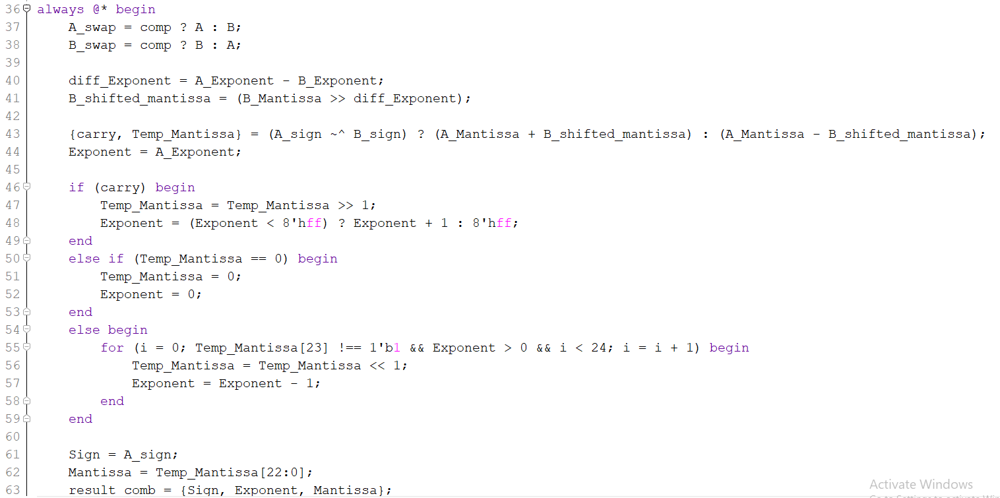 36 always @* begin
37 A_swap = comp ? A : B;
38 B_swap = comp ? B : A;
39
40 diff_Exponent = A_Exponent - B_Exponent;
41 B_shifted_mantissa = (B_Mantissa >> diff_Exponent);
42
43 {carry, Temp_Mantissa} = (A_sign ~^ B_sign) ? (A_Mantissa + B_shifted_mantissa) : (A_Mantissa - B_shifted_mantissa);
44 Exponent = A_Exponent;
45
46 if (carry) begin
47 Temp_Mantissa = Temp_Mantissa >> 1;
48 Exponent = (Exponent < 8'hff) ? Exponent + 1 : 8'hff;
49 end
50 else if (Temp_Mantissa == 0) begin
51 Temp_Mantissa = 0;
52 Exponent = 0;
53 end
54 else begin
55 for (i = 0; Temp_Mantissa[23] !== 1'b1 && Exponent > 0 && i < 24; i = i + 1) begin
56 Temp_Mantissa = Temp_Mantissa << 1;
57 Exponent = Exponent - 1;
58 end
59 end
60
61 Sign = A_sign;
62 Mantissa = Temp_Mantissa[22:0];
63 result_comb = {Sign, Exponent, Mantissa};
Activate Windows